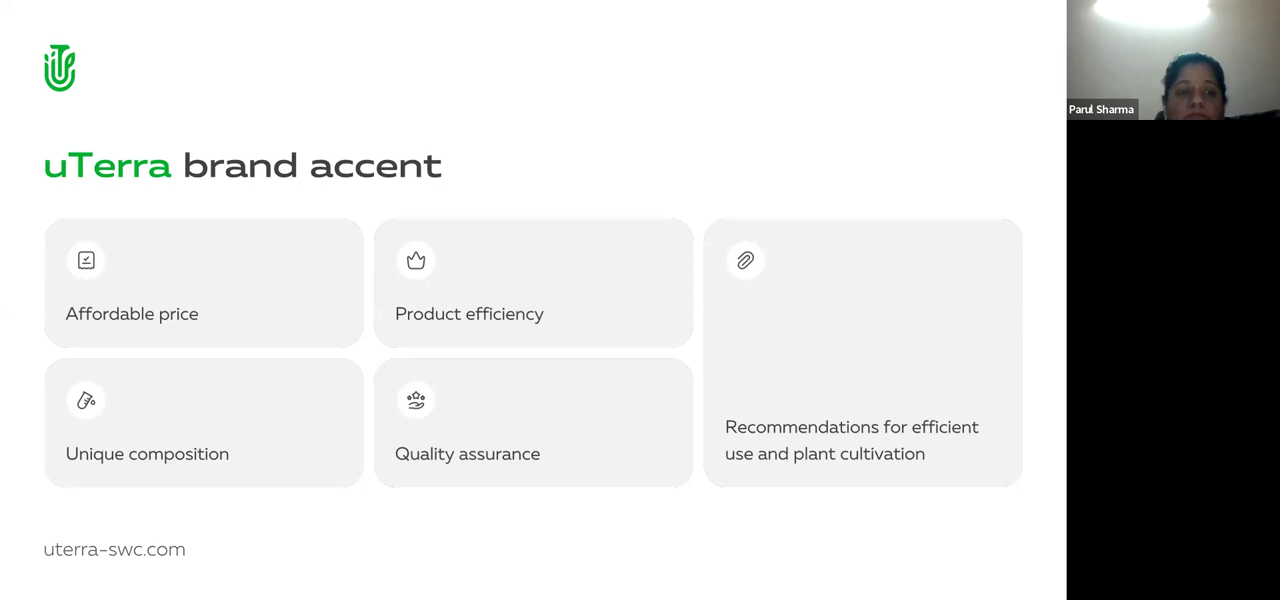 uTerra brand accent
Affordable price
Product efficiency
Unique composition
Quality assurance
Recommendations for efficient
use and plant cultivation
uterra-swc.com
Parul Sharma